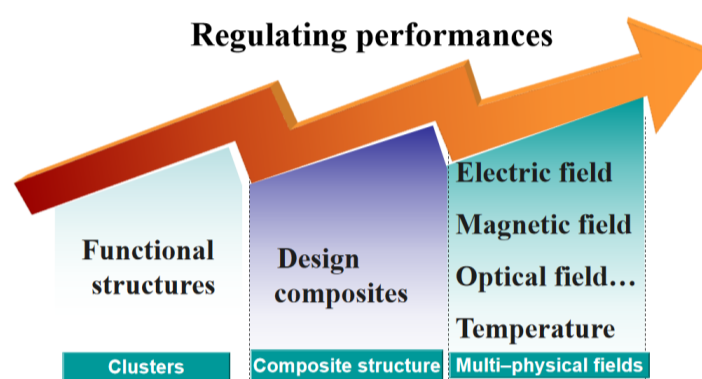 Regulating performances
Functional
structures
Clusters
Design
composites
Composite structure
Electric field
Magnetic field
Optical field…
Temperature
Multi–physical fields